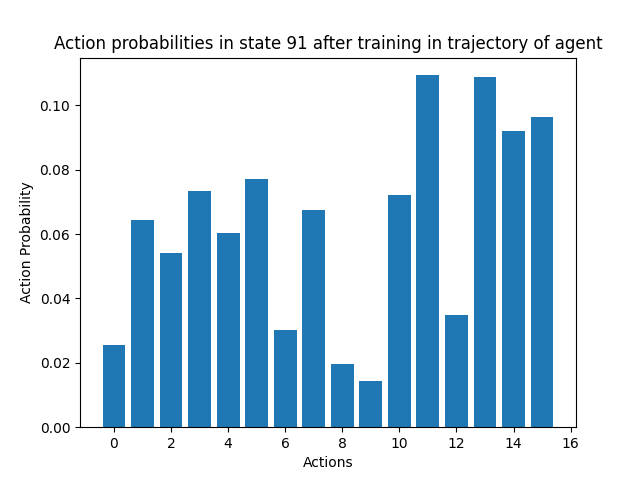 Action probabilities in state 91 after training in trajectory of agent
0.10
0.08
0.06
0.04
0.02
0.00
Action Probability
0 2 4 6 8 10 12 14 16
Actions